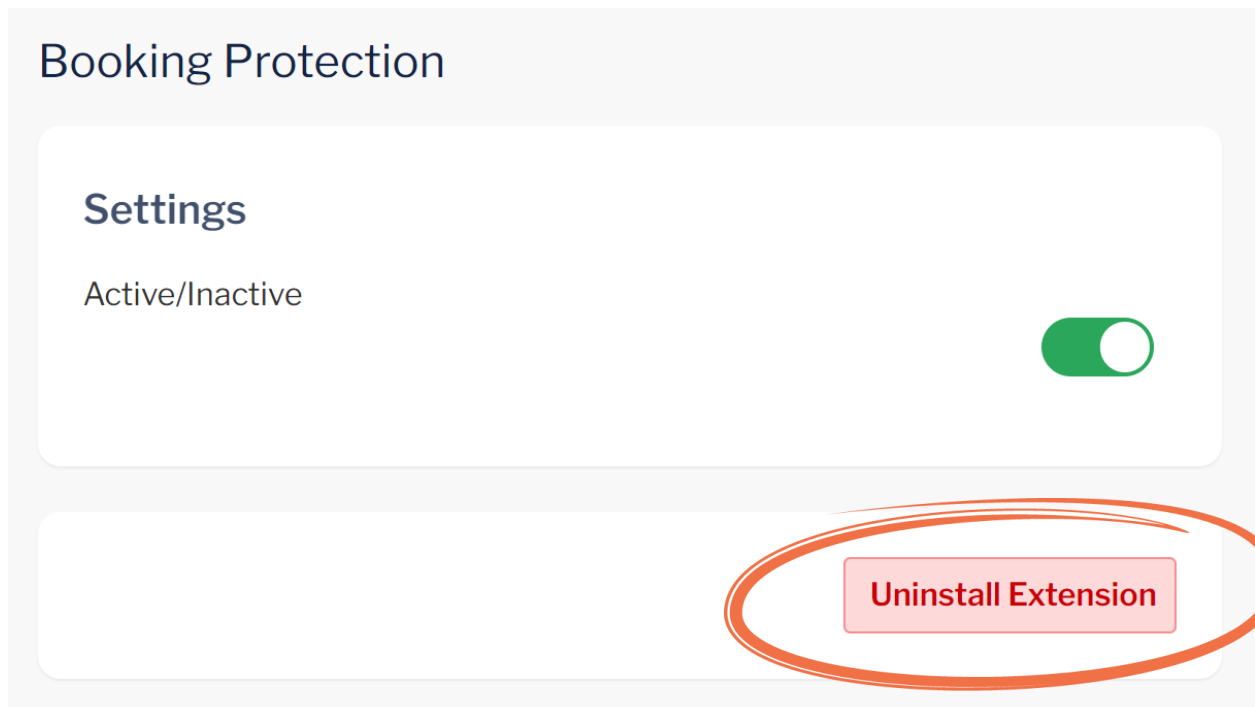 Booking Protection
Settings
Active/Inactive
Uninstall Extension